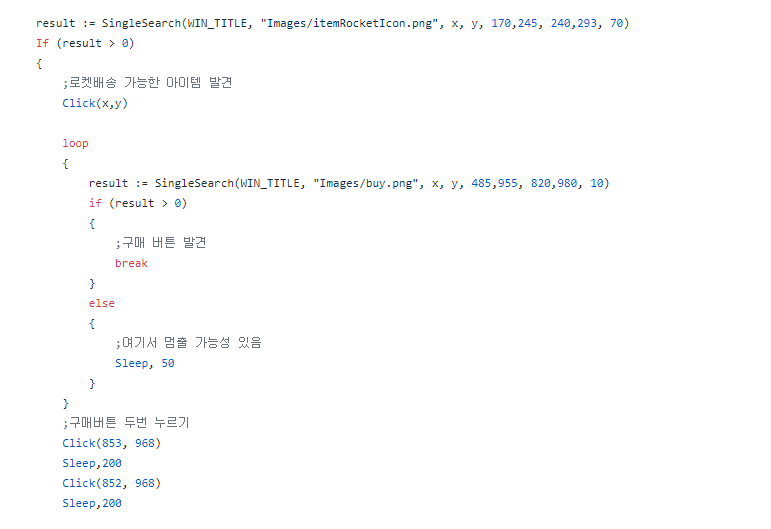 result := SingleSearch(WIN_TITLE, "Images/itemRocketIcon.png", x, y, 170,245, 240,293, 70)
If (result > 0)
{
;로켓배송 가능한 아이템 발견
Click(x,y)
loop
{
result := SingleSearch(WIN_TITLE, "Images/buy.png", x, y, 485,955, 820,980, 10)
if (result > 0)
{
;구매 버튼 발견
break
}
else
{
;여기서 멈출 가능성 있음
Sleep, 50
}
}
;구매버튼 두번 누르기
Click(853, 968)
Sleep,200
Click(852, 968)
Sleep,200